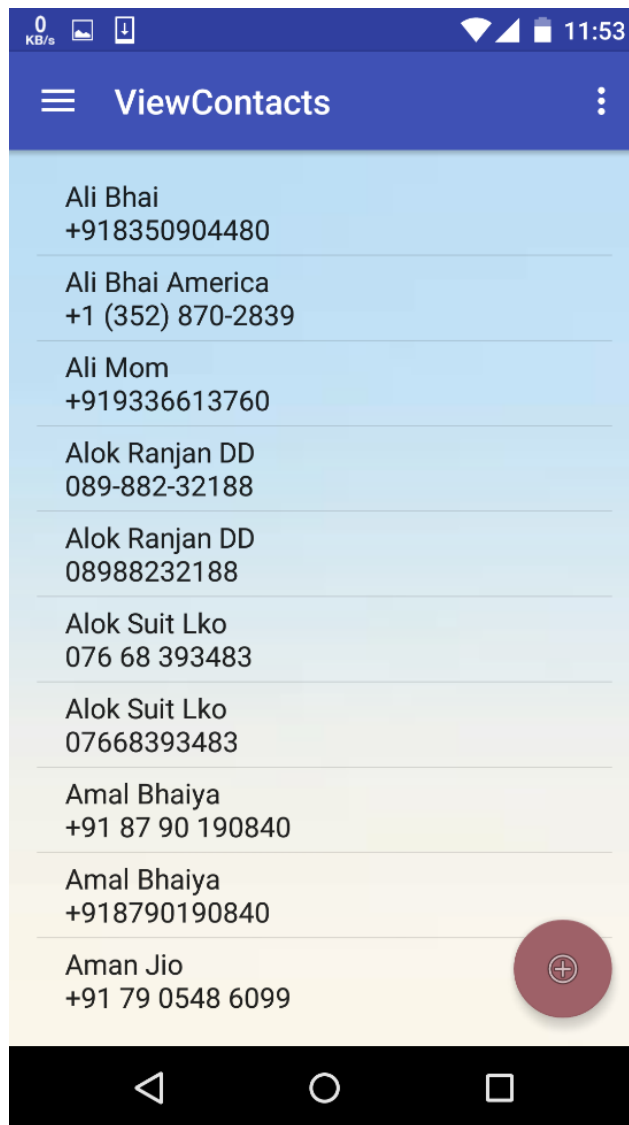 0
KB/s
11:53
ViewContacts
Ali Bhai
+918350904480
Ali Bhai America
+1 (352) 870-2839
Ali Mom
+919336613760
Alok Ranjan DD
089-882-32188
Alok Ranjan DD
08988232188
Alok Suit Lko
076 68 393483
Alok Suit Lko
07668393483
Amal Bhaiya
+91 87 90 190840
Amal Bhaiya
+918790190840
Aman Jio
+91 79 0548 6099